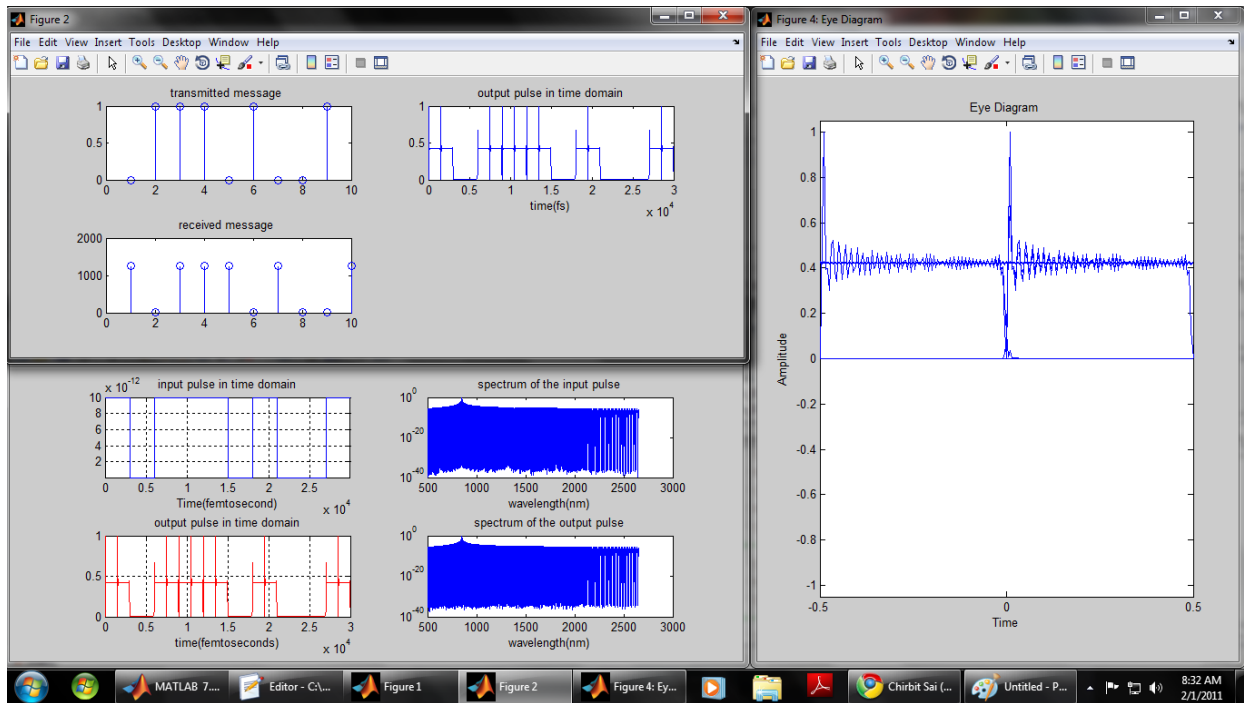 Figure 2
File Edit View Insert Tools Desktop Window Help
transmitted message
1
0.5
0
0 2 4 6 8 10
output pulse in time domain
1
0.5
0
0 0.5 1 1.5 2 2.5 3
time(fs)
x 10^4
received message
2000
1000
0
0 2 4 6 8 10
x 10^-12
input pulse in time domain
10
8
6
4
2
0 0.5 1 1.5 2 2.5
Time(femtosecond)
x 10^4
spectrum of the input pulse
10^0
10^-20
10^-40
500 1000 1500 2000 2500 3000
wavelength(nm)
output pulse in time domain
1
0.5
0
0 0.5 1 1.5 2 2.5 3
time(femtoseconds)
x 10^4
spectrum of the output pulse
10^0
10^-20
10^-40
500 1000 1500 2000 2500 3000
wavelength(nm)
Figure 4: Eye Diagram
File Edit View Insert Tools Desktop Window Help
Eye Diagram
1
0.8
0.6
0.4
0.2
0
-0.2
-0.4
-0.6
-0.8
-1
Amplitude
-0.5 0 0.5
Time
MATLAB 7....
Editor - C:\...
Figure 1
Figure 2
Figure 4: Ey...
Chirbit Sai (...
Untitled - P...
8:32 AM
2/1/2011